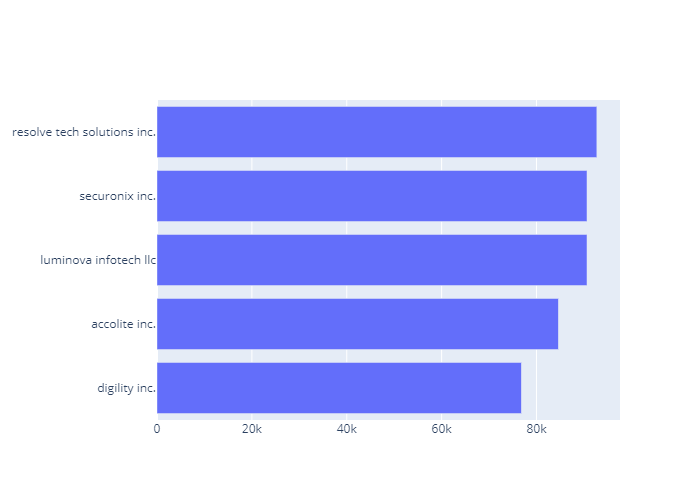 resolve tech solutions inc.
securonix inc.
luminova infotech llc
accolite inc.
digility inc.
0 20k 40k 60k 80k